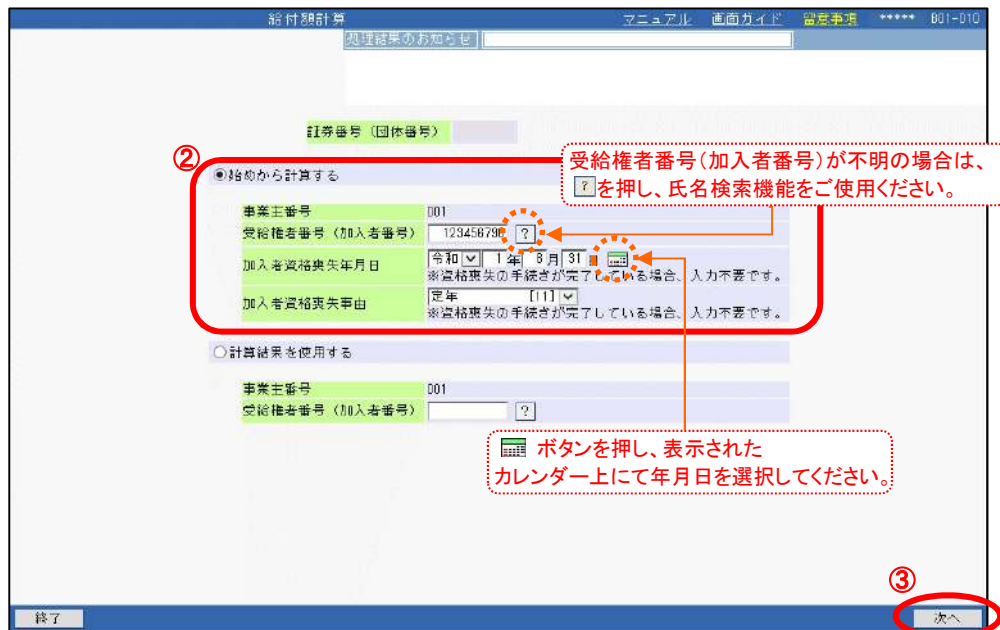 給付額計算 マニュアル 画面ガイド 留意事項 ***** B01-010
処理結果のお知らせ
証券番号（団体番号）
②
受給権者番号(加入者番号)が不明の場合は、
?を押し、氏名検索機能をご使用ください。
始めから計算する
事業主番号 001
受給権者番号（加入者番号） 123456790 ?
加入者資格喪失年月日 令和 1 年 8 月 31 日
※資格喪失の手続きが完了している場合、入力不要です。
加入者資格喪失事由 定年 [11]
※資格喪失の手続きが完了している場合、入力不要です。
計算結果を使用する
事業主番号 001
受給権者番号（加入者番号） ?
ボタンを押し、表示された
カレンダー上にて年月日を選択してください。
③
終了 次へ